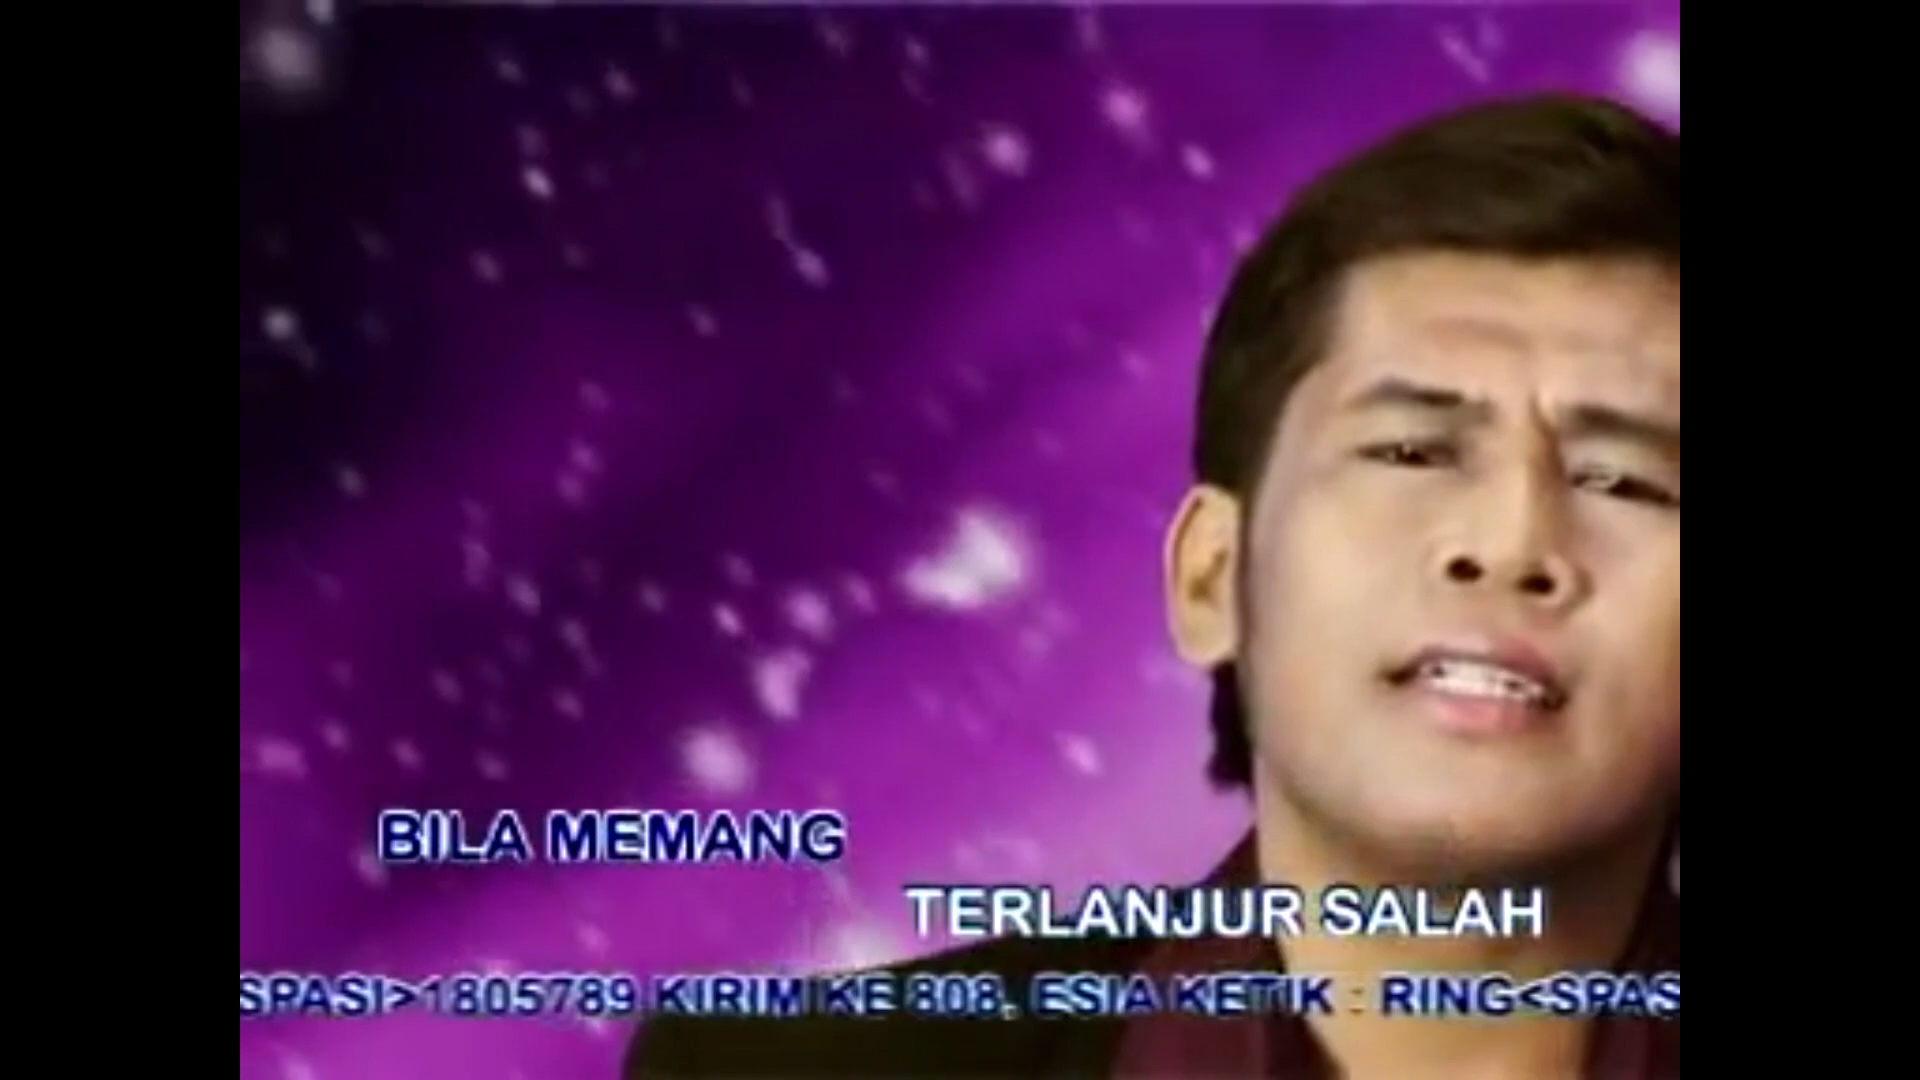 BILA MEMANG
TERLANJUR SALAH
SPASI>1805789 KIRIM KE 808, ESIA KETIK : RING<SPAS